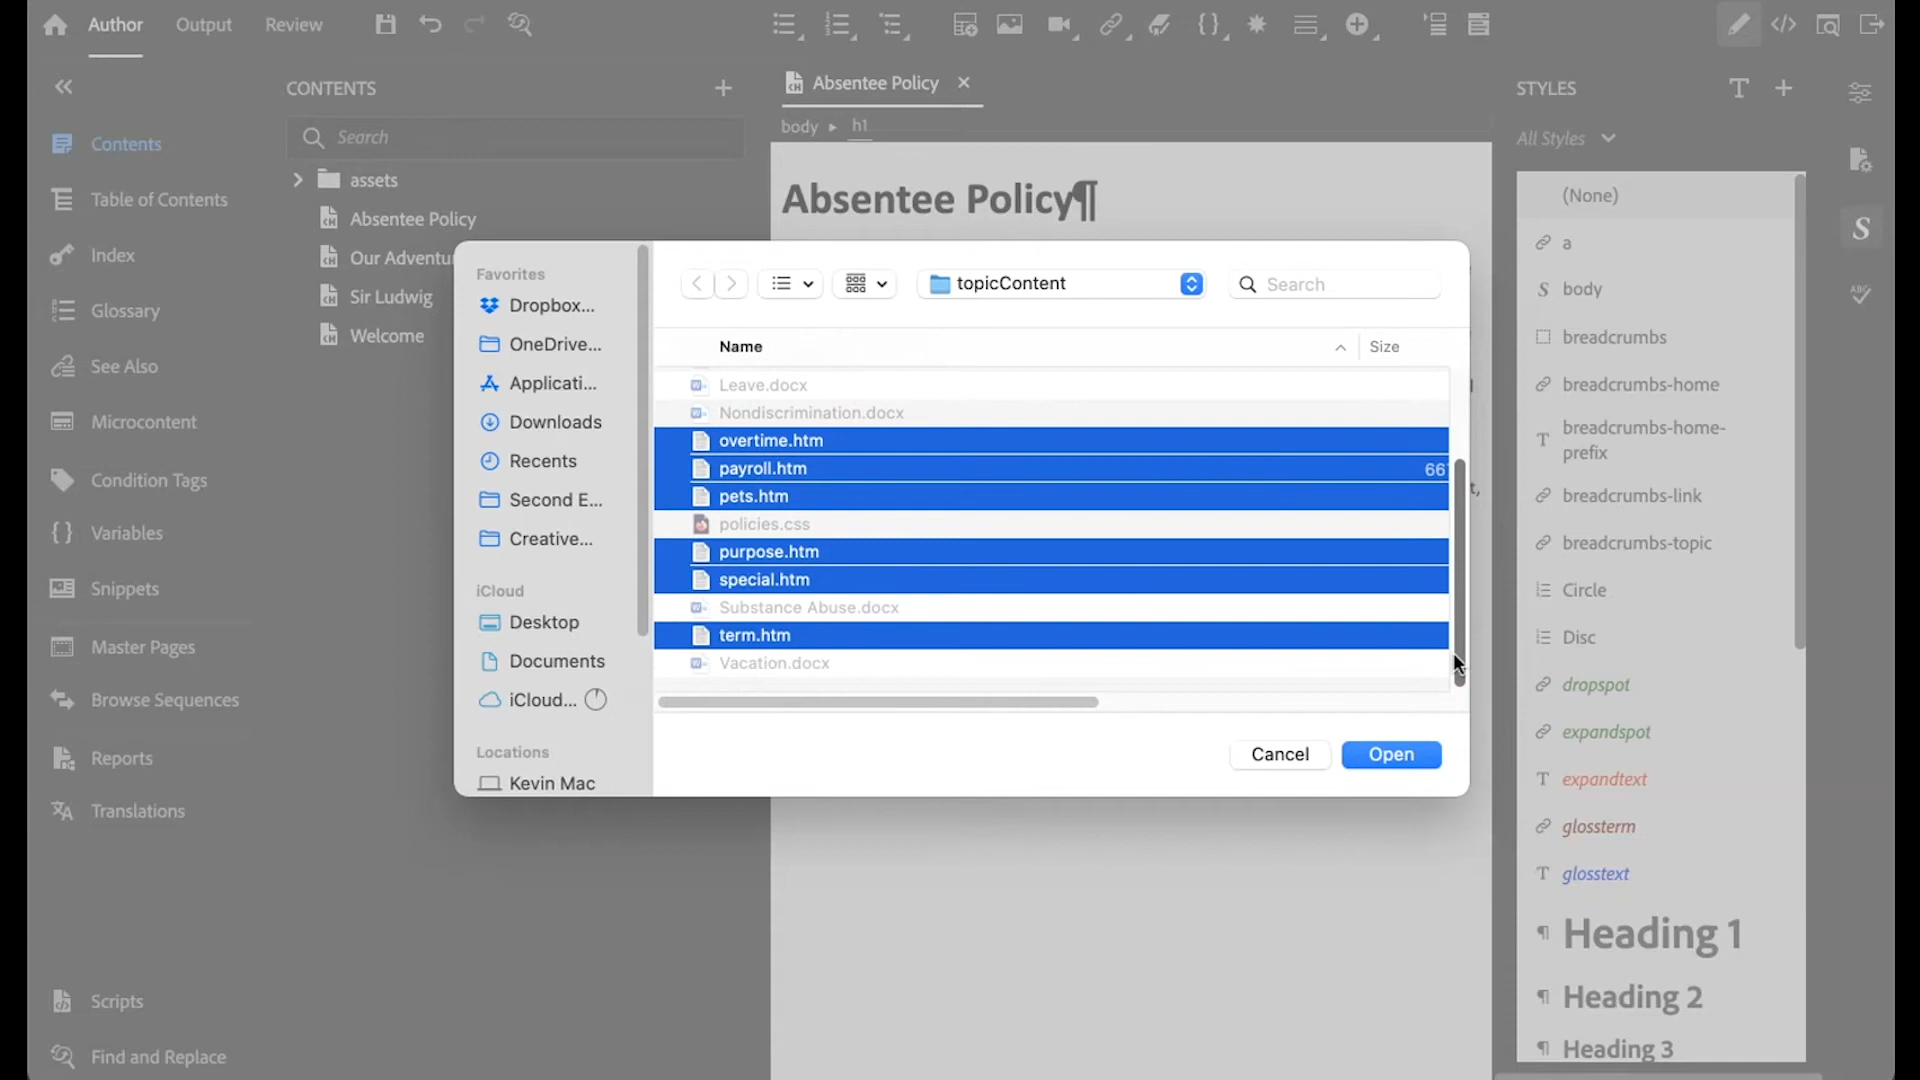 Author
Output
Review
CONTENTS
Absentee Policy
STYLES
body
h1
Search
All Styles
Contents
Table of Contents
Index
Glossary
See Also
Microcontent
Condition Tags
Variables
Snippets
Master Pages
Browse Sequences
Reports
Translations
Scripts
Find and Replace
assets
Absentee Policy
Our Adventu
Sir Ludwig
Welcome
Absentee Policy¶
Favorites
Dropbox...
OneDrive...
Applicati...
Downloads
Recents
Second E...
Creative...
iCloud
Desktop
Documents
iCloud...
Locations
Kevin Mac
topicContent
Search
Name
Size
Leave.docx
Nondiscrimination.docx
overtime.htm
payroll.htm
66
pets.htm
policies.css
purpose.htm
special.htm
Substance Abuse.docx
term.htm
Vacation.docx
Cancel
Open
t,
(None)
a
body
breadcrumbs
breadcrumbs-home
breadcrumbs-home-
prefix
breadcrumbs-link
breadcrumbs-topic
Circle
Disc
dropspot
expandspot
expandtext
glossterm
glosstext
¶ Heading 1
¶ Heading 2
¶ Heading 3